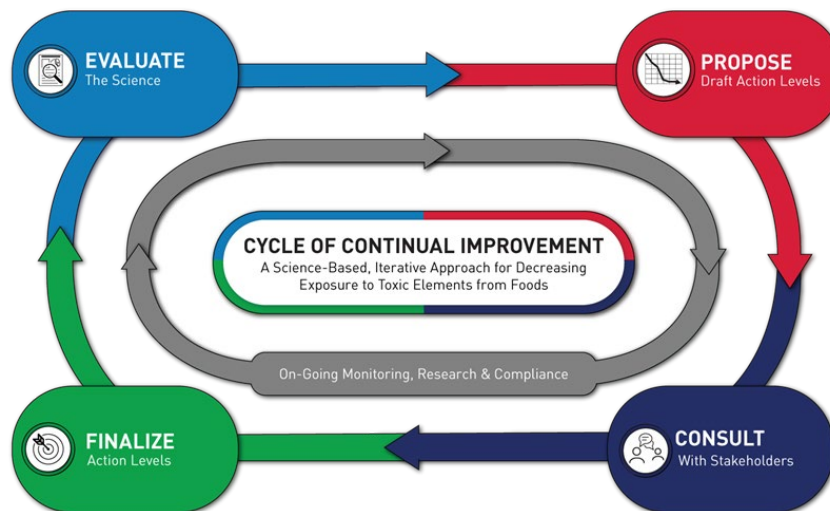 EVALUATE
The Science
PROPOSE
Draft Action Levels
CYCLE OF CONTINUAL IMPROVEMENT
A Science-Based, Iterative Approach for Decreasing
Exposure to Toxic Elements from Foods
On-Going Monitoring, Research & Compliance
FINALIZE
Action Levels
CONSULT
With Stakeholders